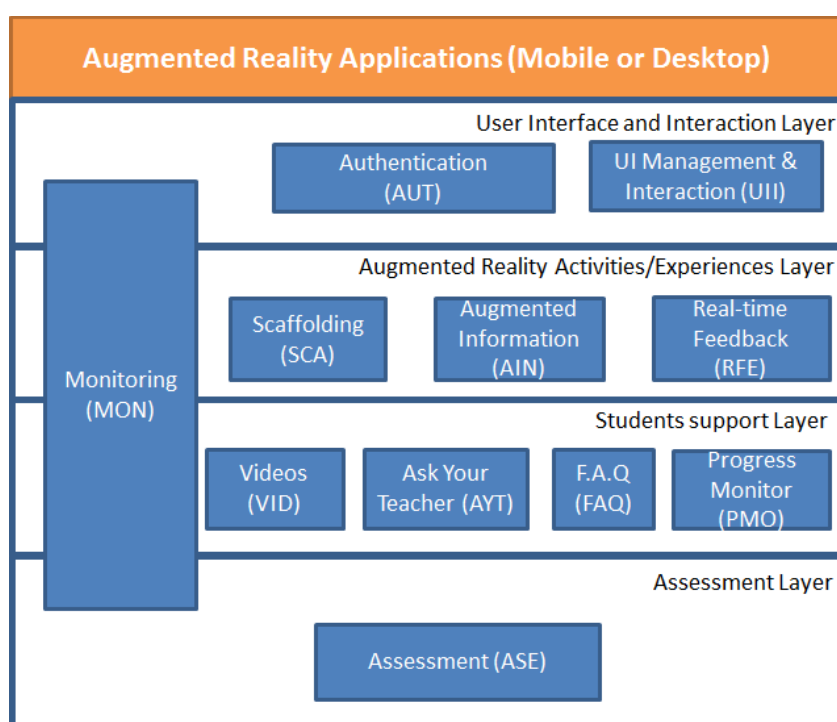 Augmented Reality Applications (Mobile or Desktop)
User Interface and Interaction Layer
Authentication
(AUT)
UI Management &
Interaction (UII)
Monitoring
(MON)
Augmented Reality Activities/Experiences Layer
Scaffolding
(SCA)
Augmented
Information
(AIN)
Real-time
Feedback
(RFE)
Students support Layer
Videos
(VID)
Ask Your
Teacher (AYT)
F.A.Q
(FAQ)
Progress
Monitor
(PMO)
Assessment Layer
Assessment (ASE)